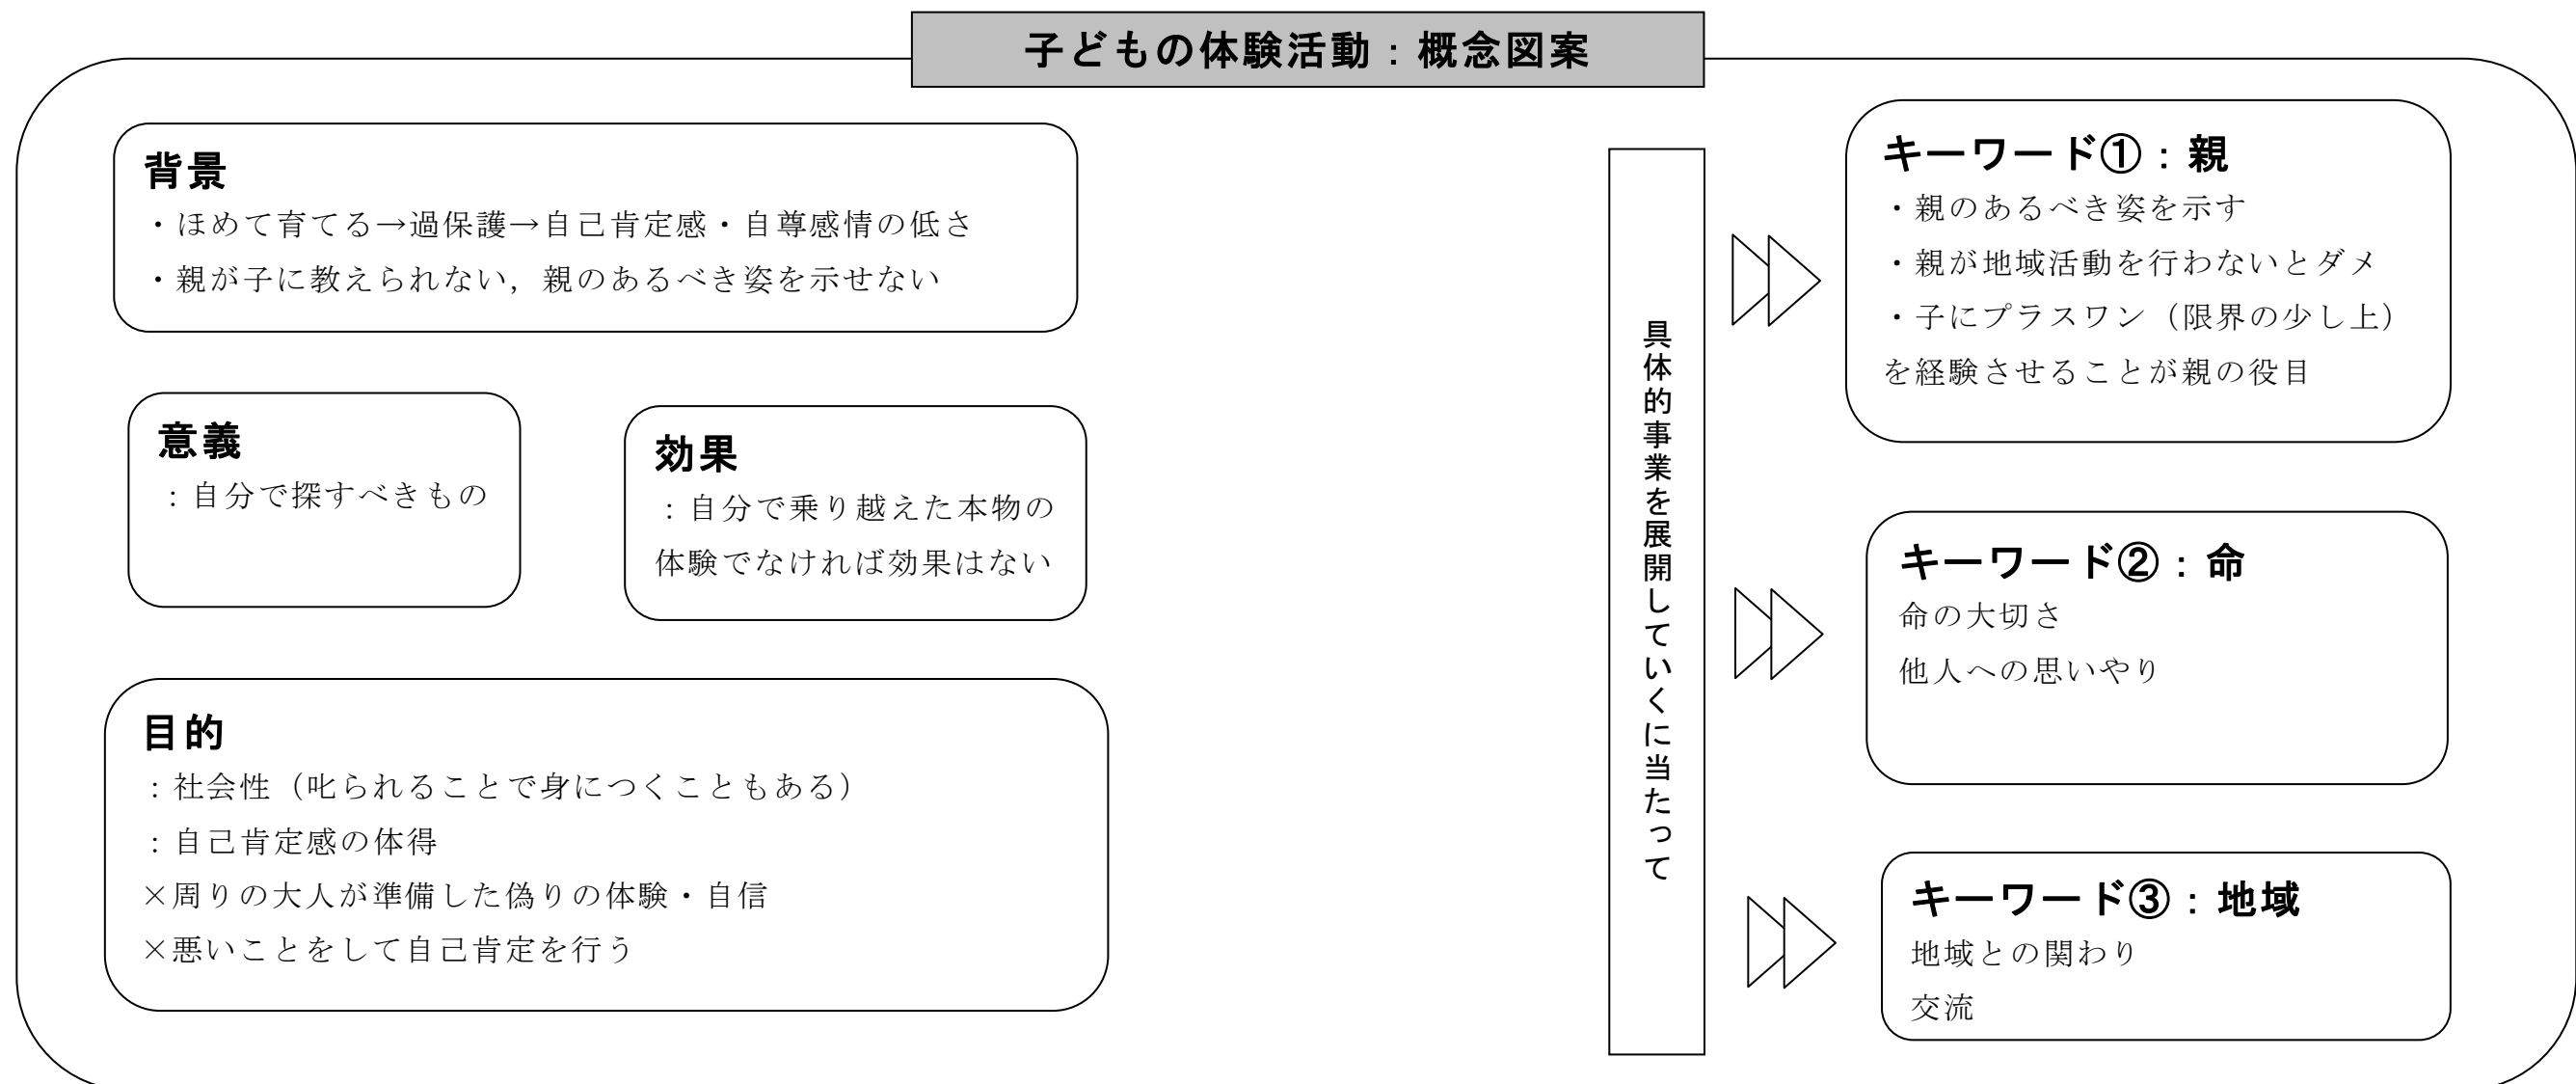 子どもの体験活動：概念図案
背景
・ほめて育てる→過保護→自己肯定感・自尊感情の低さ
・親が子に教えられない，親のあるべき姿を示せない
意義
：自分で探すべきもの
効果
：自分で乗り越えた本物の
体験でなければ効果はない
目的
：社会性（叱られることで身につくこともある）
：自己肯定感の体得
×周りの大人が準備した偽りの体験・自信
×悪いことをして自己肯定を行う
具体的事業を展開していくに当たって
キーワード①：親
・親のあるべき姿を示す
・親が地域活動を行わないとダメ
・子にプラスワン（限界の少し上）
を経験させることが親の役目
キーワード②：命
命の大切さ
他人への思いやり
キーワード③：地域
地域との関わり
交流